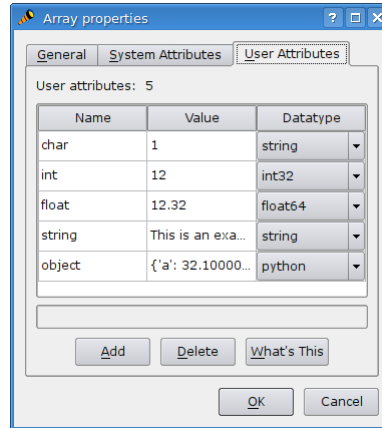 Array properties
General System Attributes User Attributes
User attributes: 5
Name Value Datatype
char 1 string
int 12 int32
float 12.32 float64
string This is an exa... string
object {'a': 32.10000... python
Add Delete What's This
OK Cancel